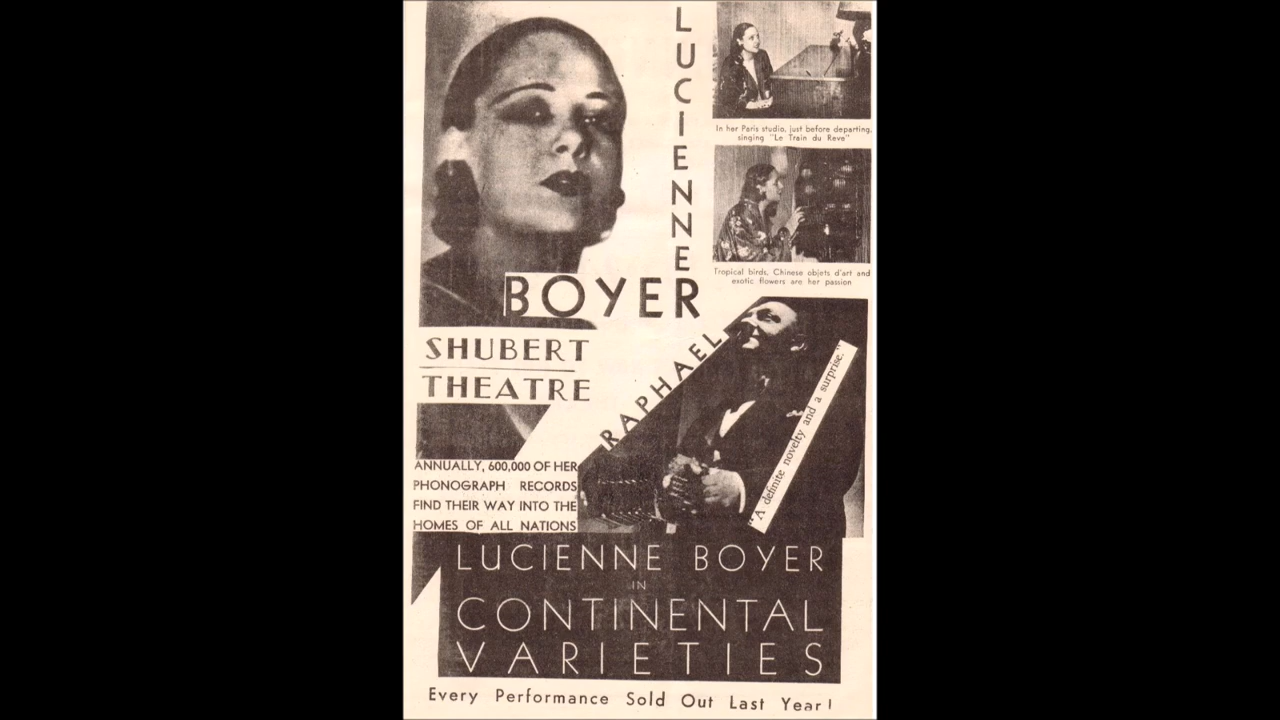 LUCIENNE
BOYER
In her Paris studio, just before departing,
singing "Le Train du Reve"
Tropical birds, Chinese objets d'art and
exotic flowers are her passion
SHUBERT
THEATRE
RAPHAEL
"A definite novelty and a surprise."
ANNUALLY, 600,000 OF HER
PHONOGRAPH RECORDS
FIND THEIR WAY INTO THE
HOMES OF ALL NATIONS
LUCIENNE BOYER
IN
CONTINENTAL
VARIETIES
Every Performance Sold Out Last Year!